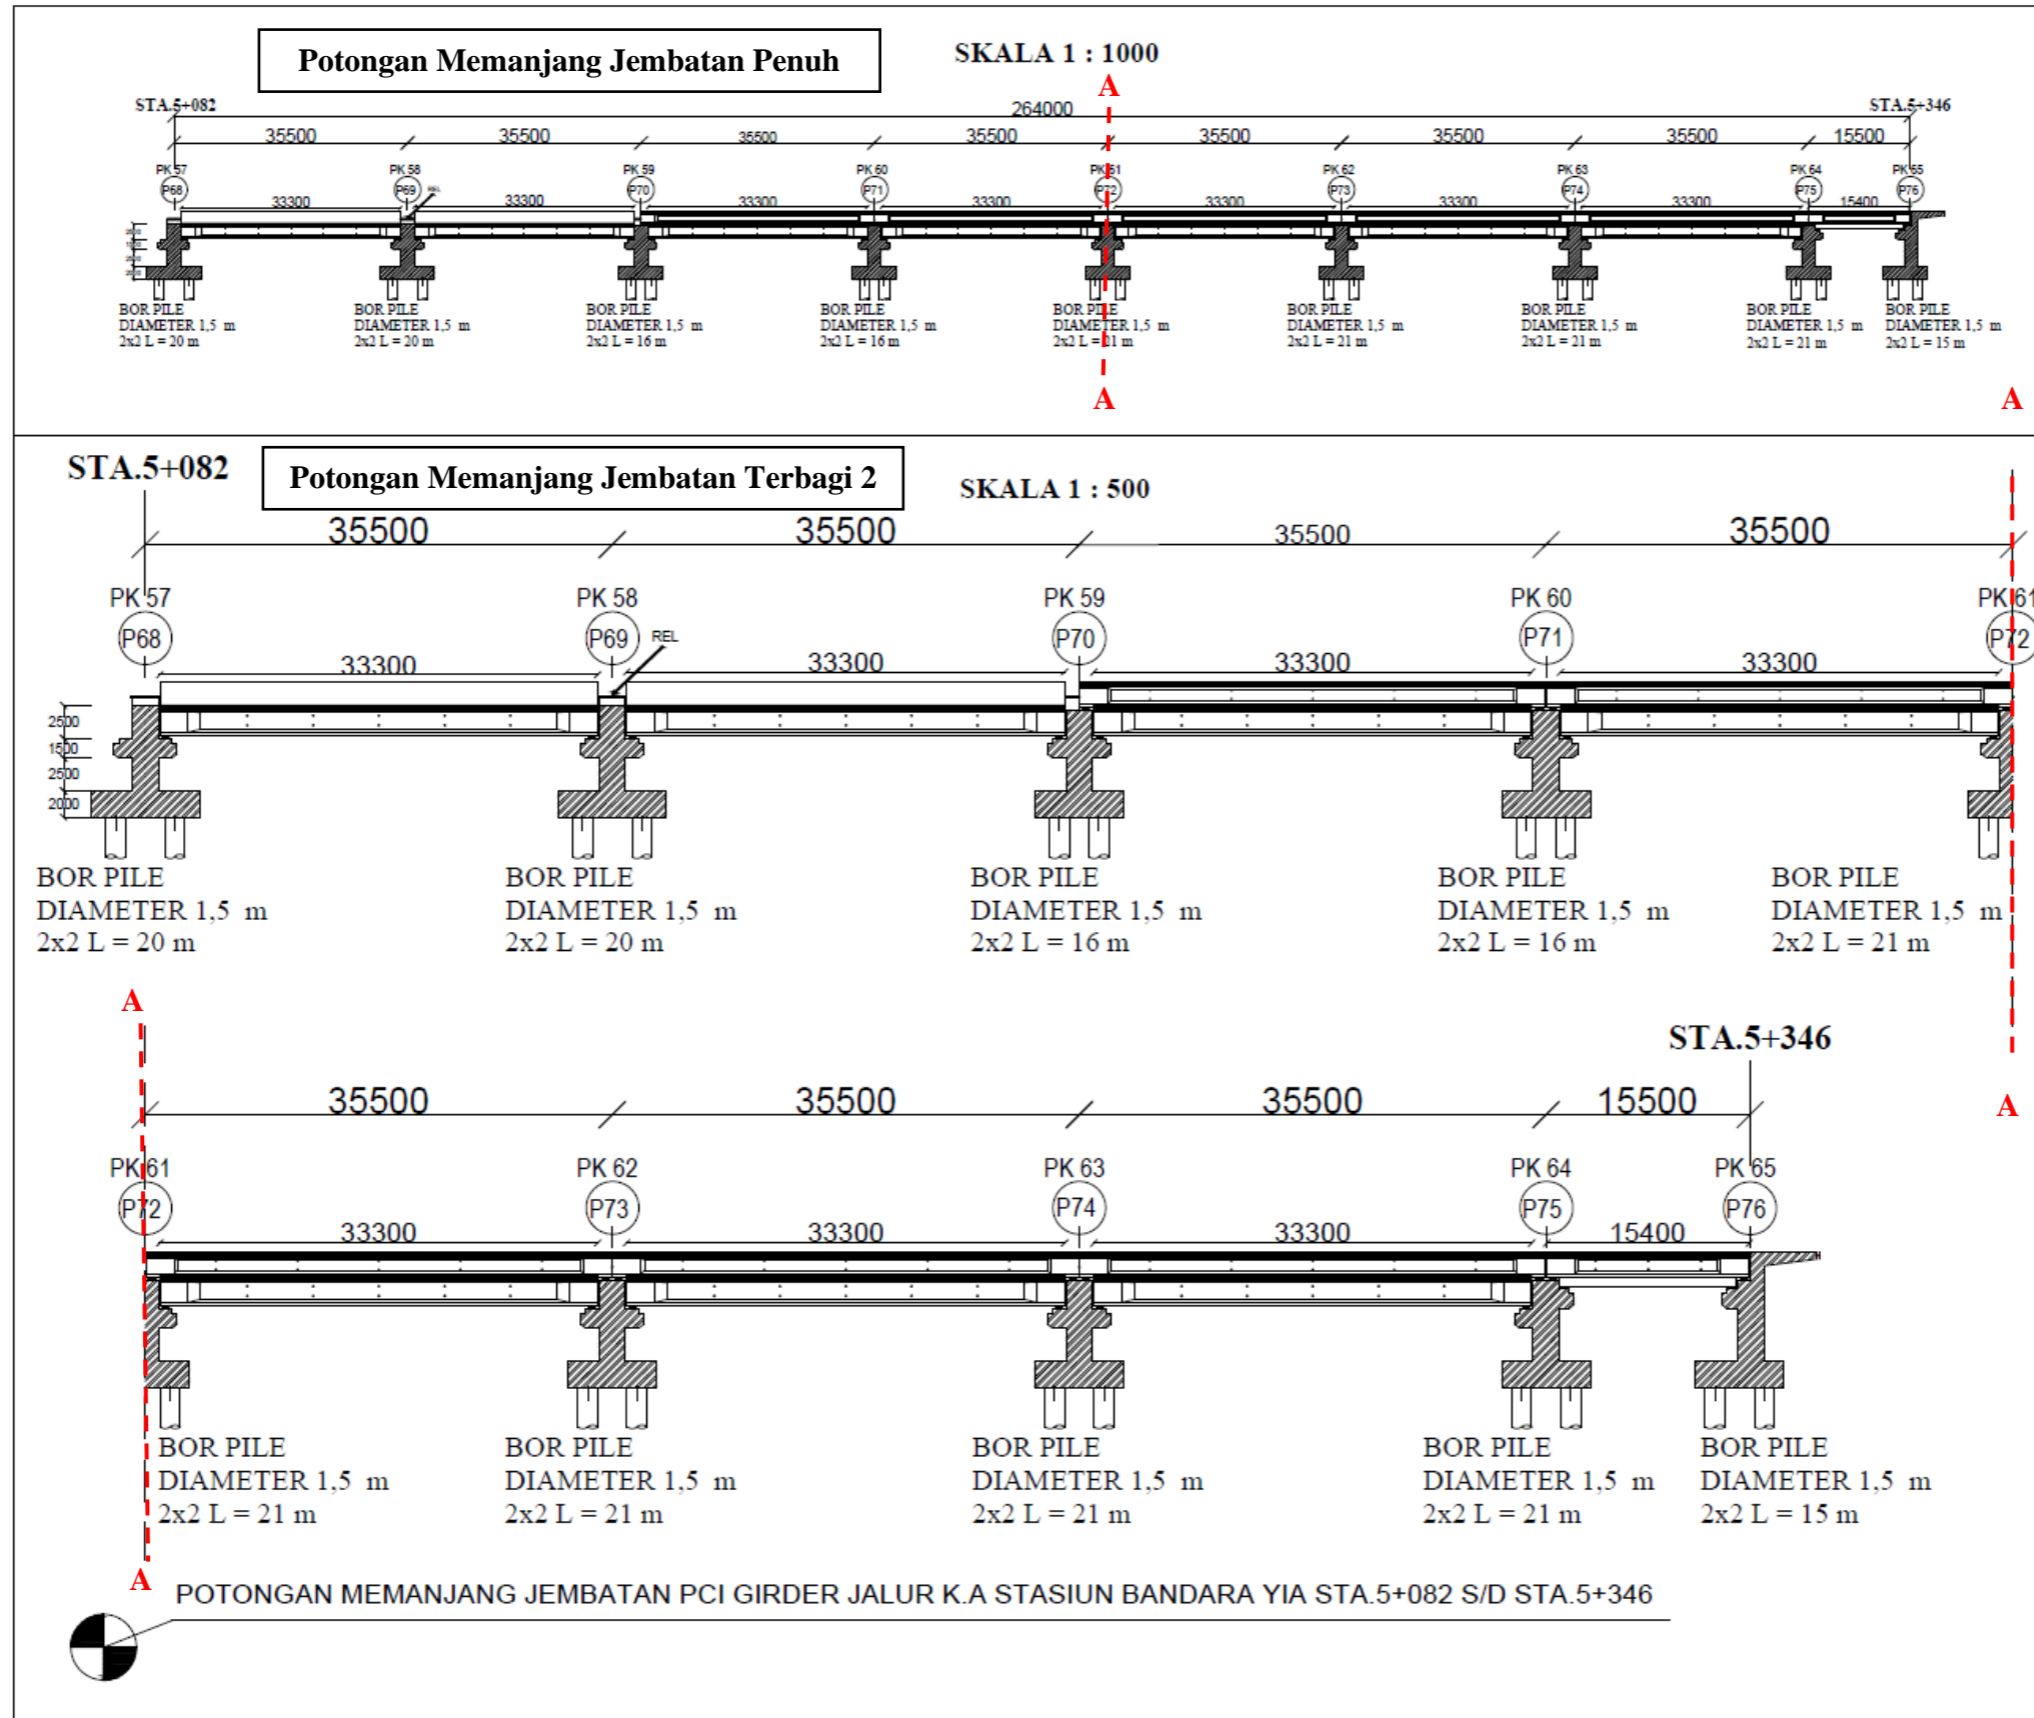 Potongan Memanjang Jembatan Penuh
SKALA 1 : 1000
A
STA.5+082
264000
STA.5+346
35500 35500 35500 35500 35500 35500 35500 15500
PK 57 PK 58 PK 59 PK 60 PK 61 PK 62 PK 63 PK 64 PK 65
P68 P69 REL P70 P71 P72 P73 P74 P75 P76
33300 33300 33300 33300 33300 33300 33300 15400
2500
1500
2500
2000
BOR PILE BOR PILE BOR PILE BOR PILE BOR PILE BOR PILE BOR PILE BOR PILE BOR PILE
DIAMETER 1,5 m DIAMETER 1,5 m DIAMETER 1,5 m DIAMETER 1,5 m DIAMETER 1,5 m DIAMETER 1,5 m DIAMETER 1,5 m DIAMETER 1,5 m DIAMETER 1,5 m
2x2 L = 20 m 2x2 L = 20 m 2x2 L = 16 m 2x2 L = 16 m 2x2 L = 21 m 2x2 L = 21 m 2x2 L = 21 m 2x2 L = 21 m 2x2 L = 15 m
A A
STA.5+082
Potongan Memanjang Jembatan Terbagi 2
SKALA 1 : 500
35500 35500 35500 35500
PK 57 PK 58 PK 59 PK 60 PK 61
P68 P69 REL P70 P71 P72
33300 33300 33300 33300
2500
1500
2500
2000
BOR PILE BOR PILE BOR PILE BOR PILE BOR PILE
DIAMETER 1,5 m DIAMETER 1,5 m DIAMETER 1,5 m DIAMETER 1,5 m DIAMETER 1,5 m
2x2 L = 20 m 2x2 L = 20 m 2x2 L = 16 m 2x2 L = 16 m 2x2 L = 21 m
A
STA.5+346
35500 35500 35500 15500 A
PK 61 PK 62 PK 63 PK 64 PK 65
P72 P73 P74 P75 P76
33300 33300 33300 15400
BOR PILE BOR PILE BOR PILE BOR PILE BOR PILE
DIAMETER 1,5 m DIAMETER 1,5 m DIAMETER 1,5 m DIAMETER 1,5 m DIAMETER 1,5 m
2x2 L = 21 m 2x2 L = 21 m 2x2 L = 21 m 2x2 L = 21 m 2x2 L = 15 m
A
POTONGAN MEMANJANG JEMBATAN PCI GIRDER JALUR K.A STASIUN BANDARA YIA STA.5+082 S/D STA.5+346